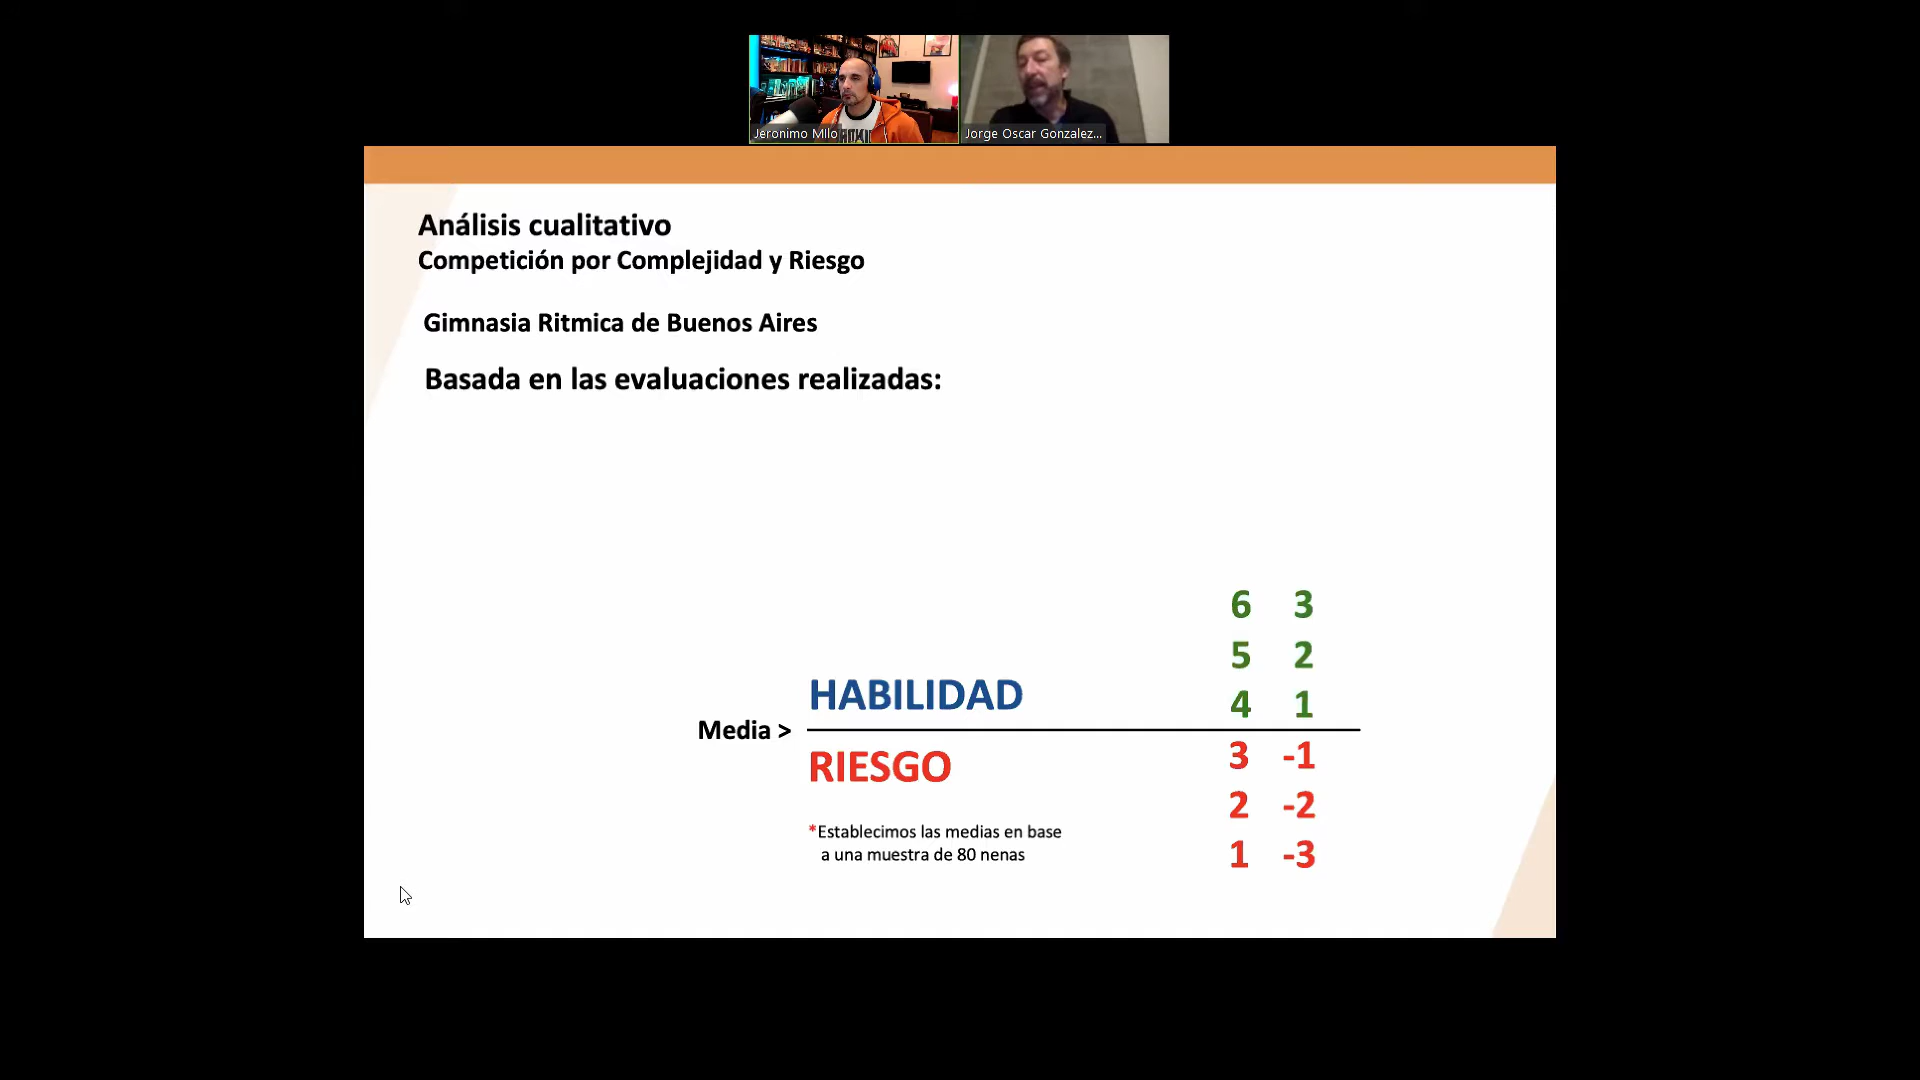 Jeronimo MIlo
Jorge Oscar Gonzalez...
Análisis cualitativo
Competición por Complejidad y Riesgo
Gimnasia Ritmica de Buenos Aires
Basada en las evaluaciones realizadas:
6 3
5 2
HABILIDAD
4 1
Media >
RIESGO
3 -1
2 -2
*Establecimos las medias en base
a una muestra de 80 nenas
1 -3